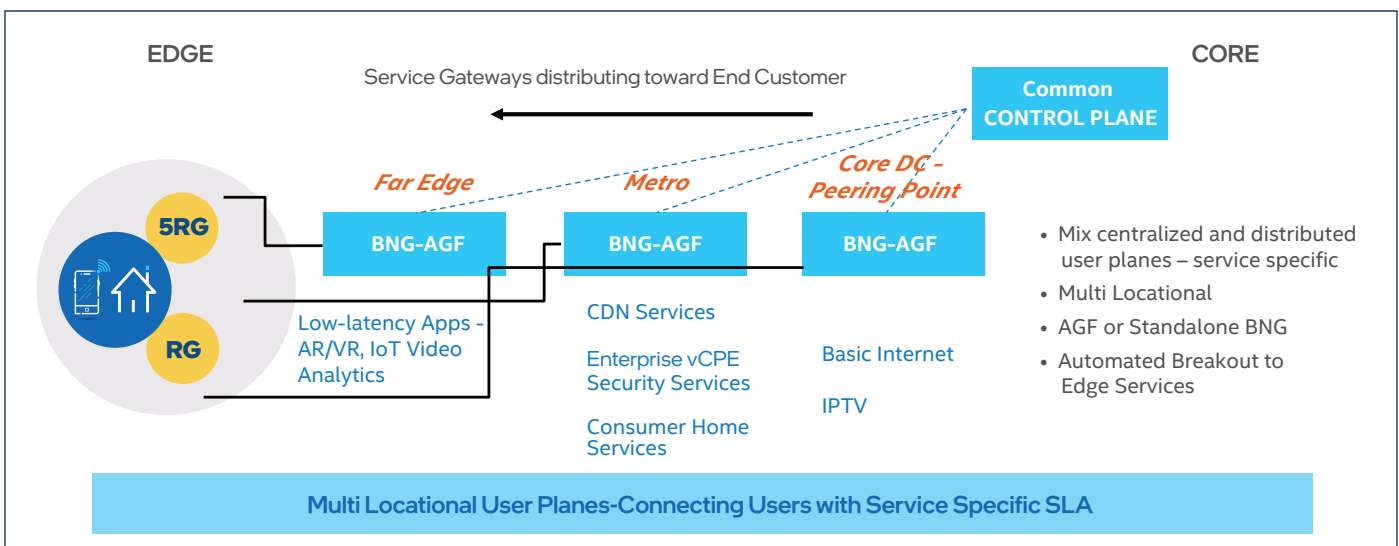 EDGE
CORE
Service Gateways distributing toward End Customer
Common
CONTROL PLANE
Far Edge
Metro
Core DC -
Peering Point
5RG
RG
BNG-AGF
BNG-AGF
BNG-AGF
Low-latency Apps -
AR/VR, IoT Video
Analytics
CDN Services
Enterprise vCPE
Security Services
Consumer Home
Services
Basic Internet
IPTV
• Mix centralized and distributed
user planes – service specific
• Multi Locational
• AGF or Standalone BNG
• Automated Breakout to
Edge Services
Multi Locational User Planes-Connecting Users with Service Specific SLA